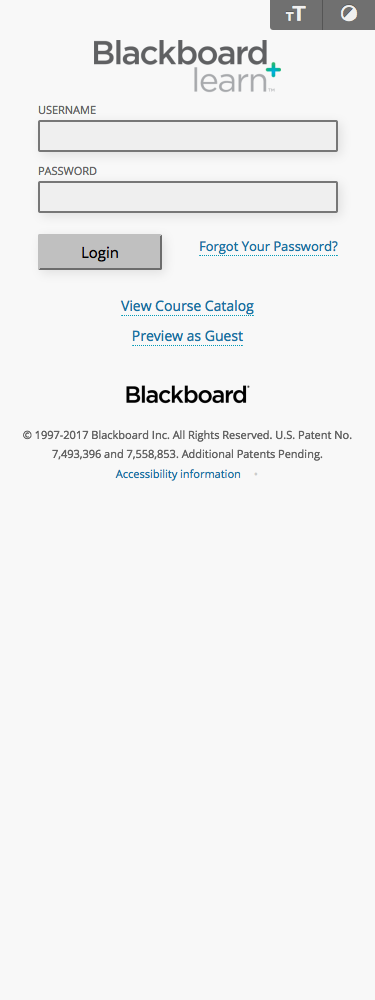 TT
Blackboard
learn+™
USERNAME
PASSWORD
Login
Forgot Your Password?
View Course Catalog
Preview as Guest
Blackboard
© 1997-2017 Blackboard Inc. All Rights Reserved. U.S. Patent No.
7,493,396 and 7,558,853. Additional Patents Pending.
Accessibility information